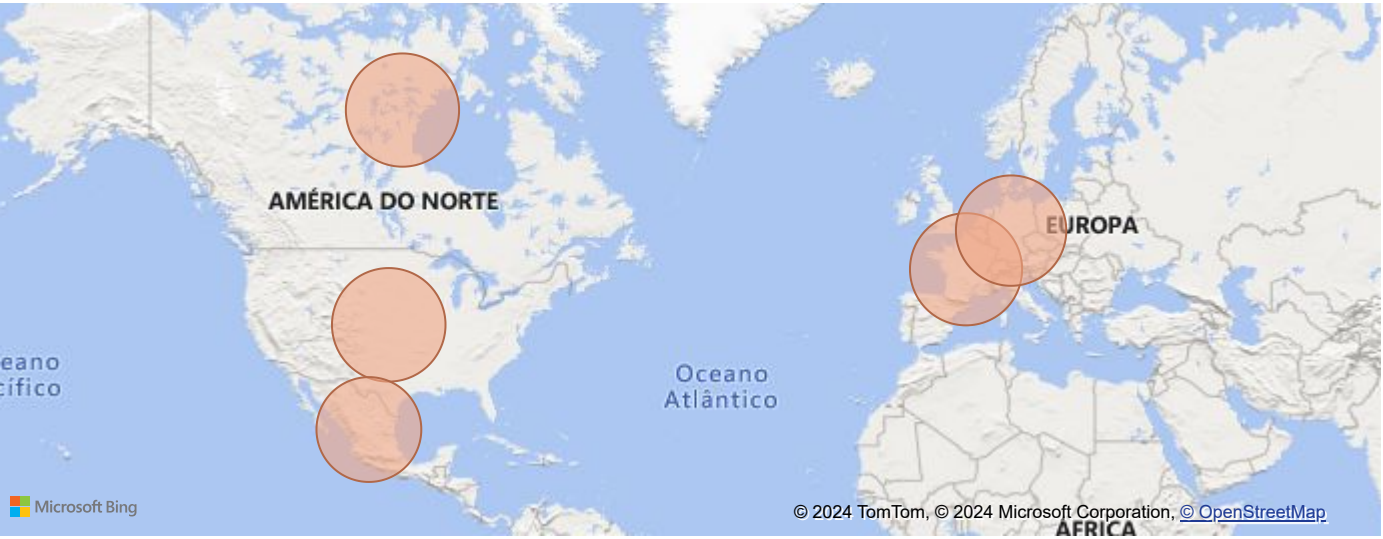 AMÉRICA DO NORTE
EUROPA
eano
cífico
Oceano
Atlântico
Microsoft Bing
© 2024 TomTom, © 2024 Microsoft Corporation, © OpenStreetMap
ÁFRICA